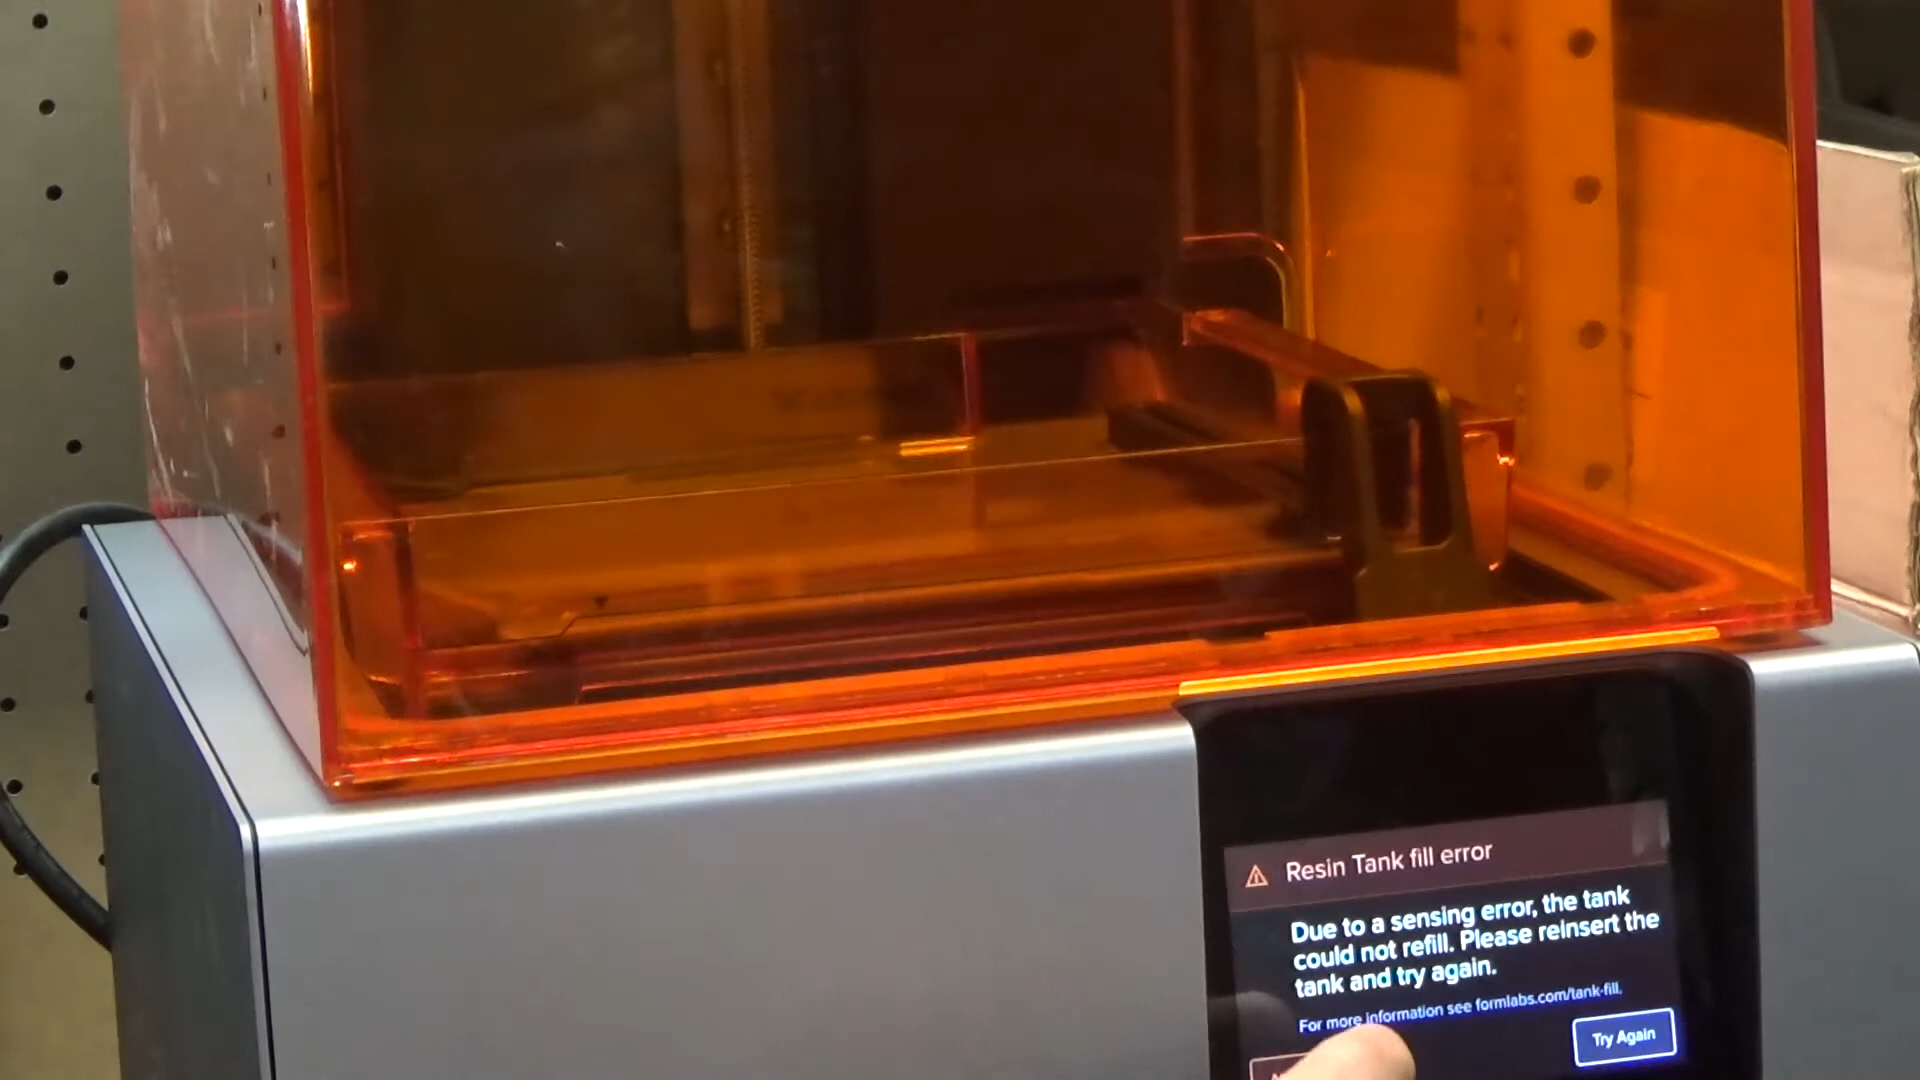 Resin Tank fill error
Due to a sensing error, the tank
could not refill. Please reinsert the
tank and try again.
For more information see formlabs.com/tank-fill.
Try Again